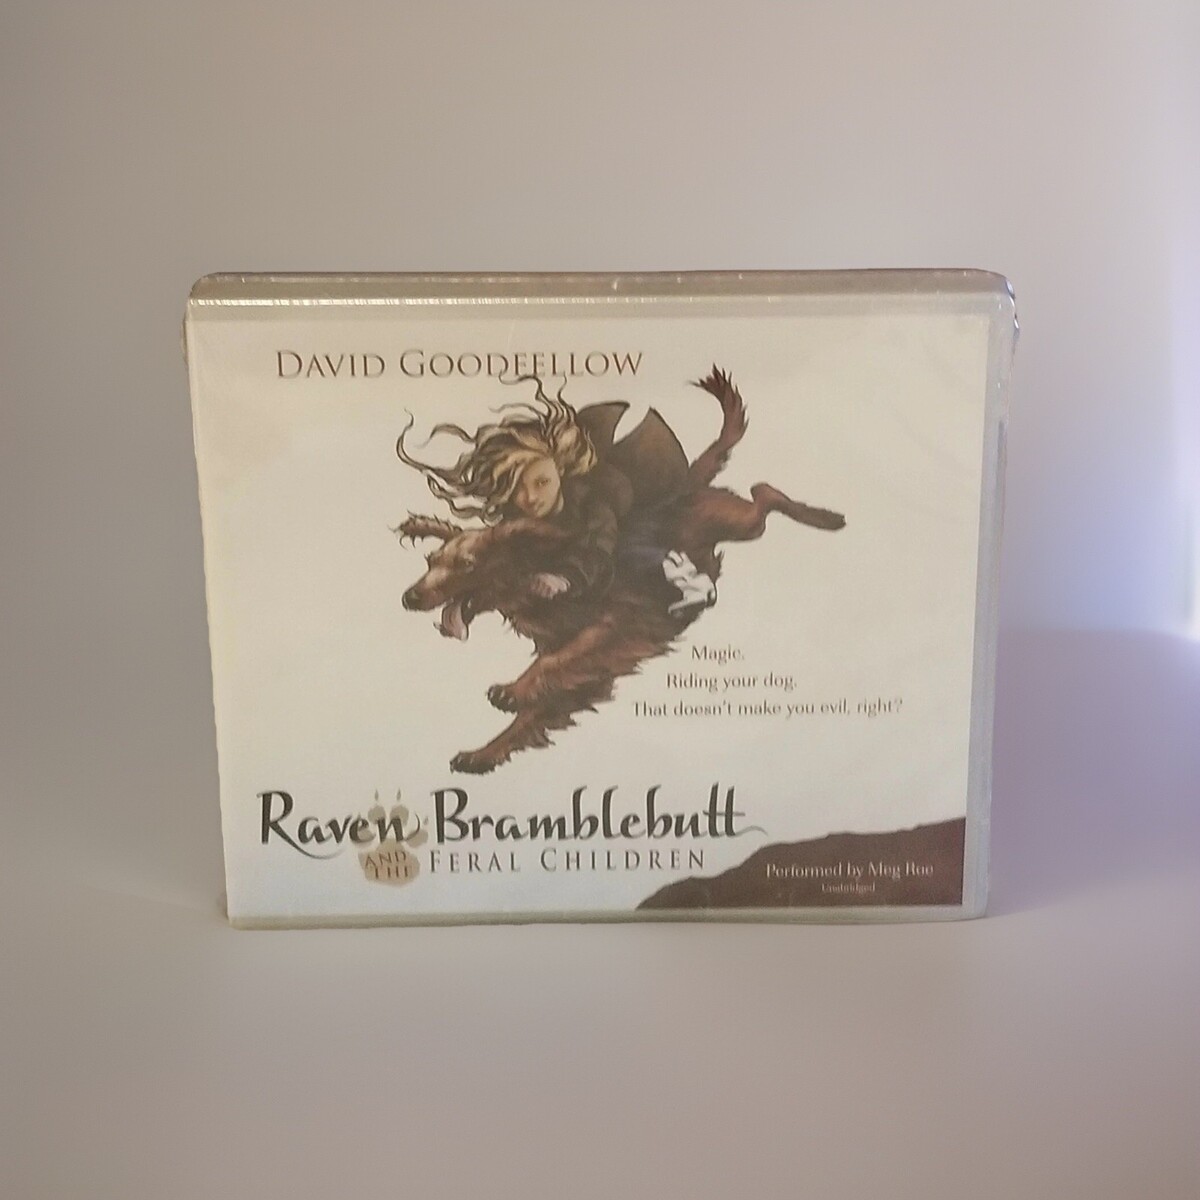 DAVID GOODFELLOW
Magic.
Riding your dog.
That doesn't make you evil, right?
Raven Bramblebutt
AND THE FERAL CHILDREN
Performed by Meg Roe
Unabridged